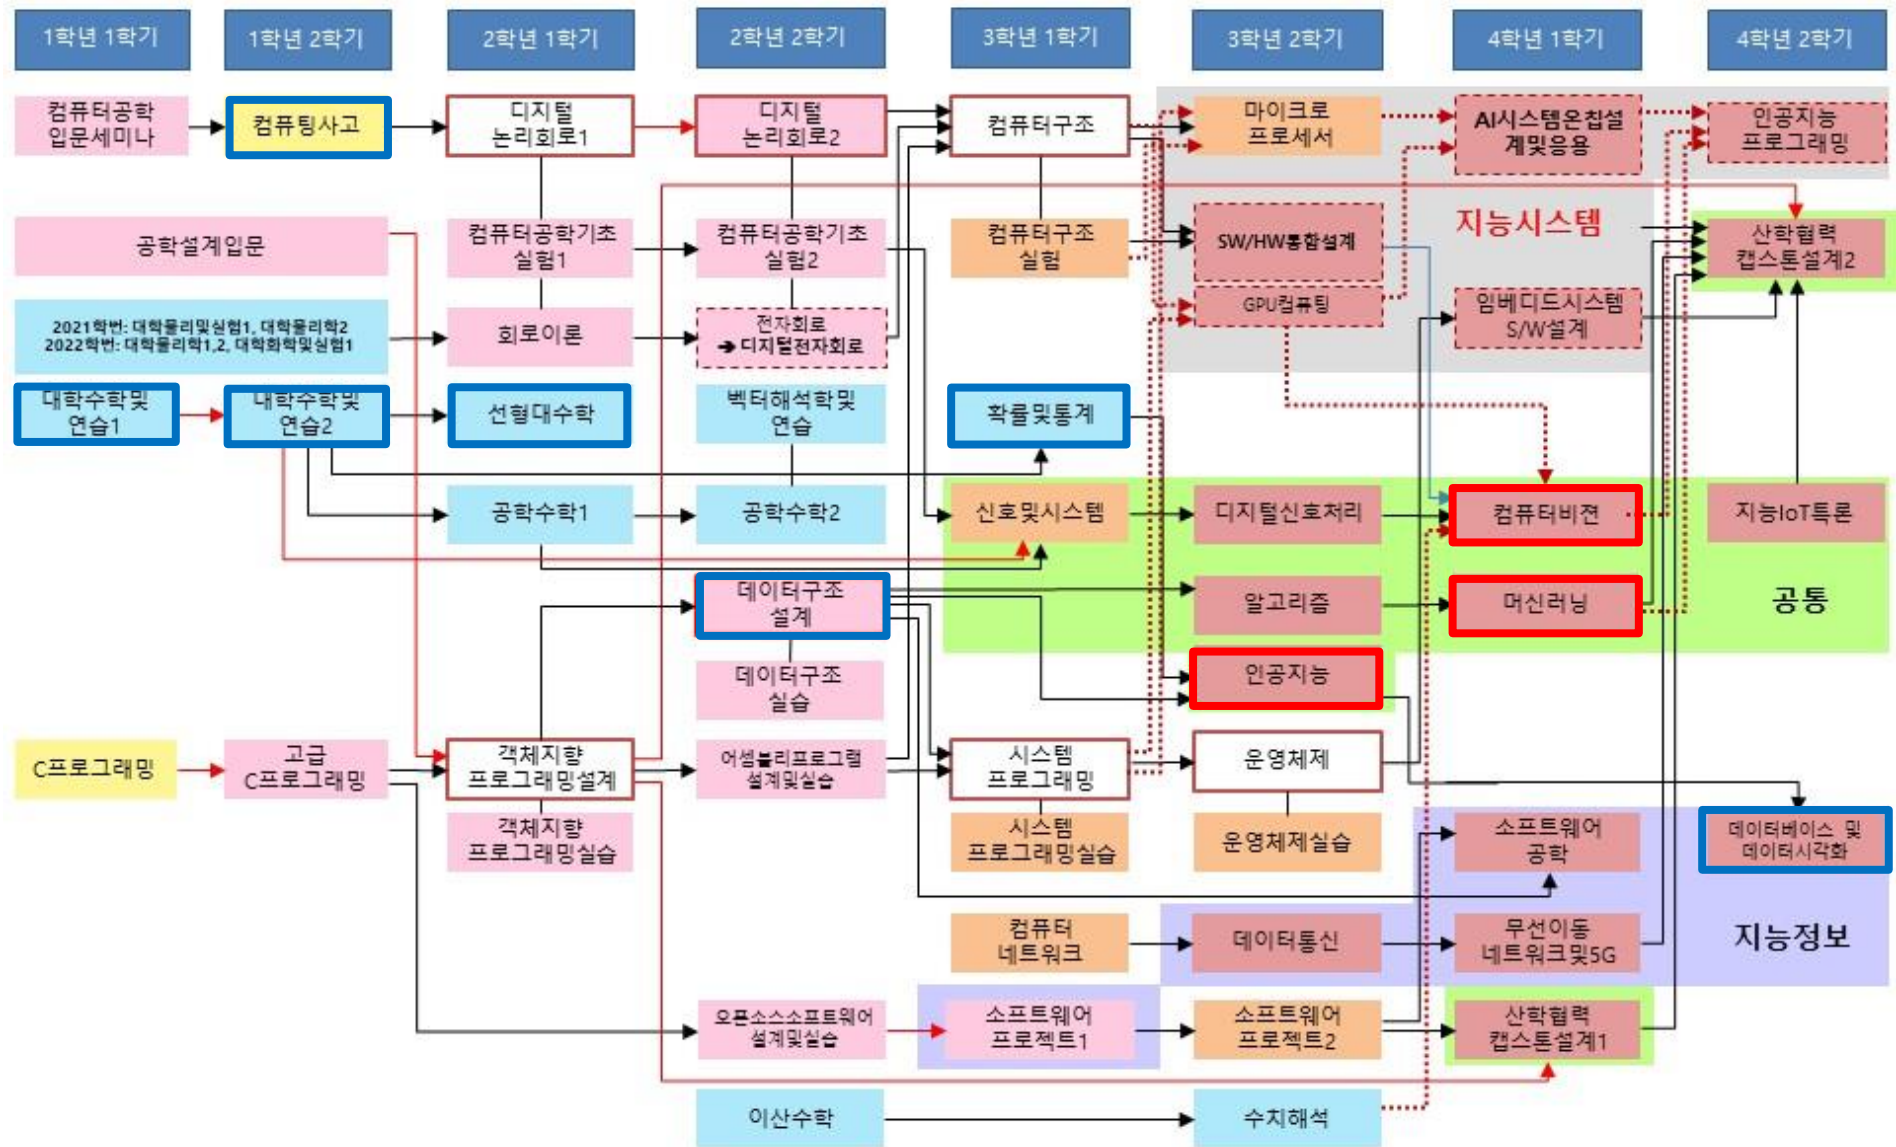 1학년 1학기
1학년 2학기
2학년 1학기
2학년 2학기
3학년 1학기
3학년 2학기
4학년 1학기
4학년 2학기
컴퓨터공학
입문세미나
컴퓨팅사고
디지털
논리회로1
디지털
논리회로2
컴퓨터구조
마이크로
프로세서
AI시스템온칩설
계및응용
인공지능
프로그래밍
공학설계입문
컴퓨터공학기초
실험1
컴퓨터공학기초
실험2
컴퓨터구조
실험
SW/HW통합설계
지능시스템
산학협력
캡스톤설계2
2021학번: 대학물리및실험1, 대학물리학2
2022학번: 대학물리학1,2, 대학화학및실험1
회로이론
전자회로
➔ 디지털전자회로
GPU컴퓨팅
임베디드시스템
S/W설계
대학수학및
연습1
대학수학및
연습2
선형대수학
벡터해석학및
연습
확률및통계
공학수학1
공학수학2
신호및시스템
디지털신호처리
컴퓨터비젼
지능IoT특론
데이터구조
설계
알고리즘
머신러닝
공통
데이터구조
실습
인공지능
C프로그래밍
고급
C프로그래밍
객체지향
프로그래밍설계
어셈블리프로그램
설계및실습
시스템
프로그래밍
운영체제
객체지향
프로그래밍실습
시스템
프로그래밍실습
운영체제실습
소프트웨어
공학
데이터베이스 및
데이터시각화
컴퓨터
네트워크
데이터통신
무선이동
네트워크및5G
지능정보
오픈소스소프트웨어
설계및실습
소프트웨어
프로젝트1
소프트웨어
프로젝트2
산학협력
캡스톤설계1
이산수학
수치해석